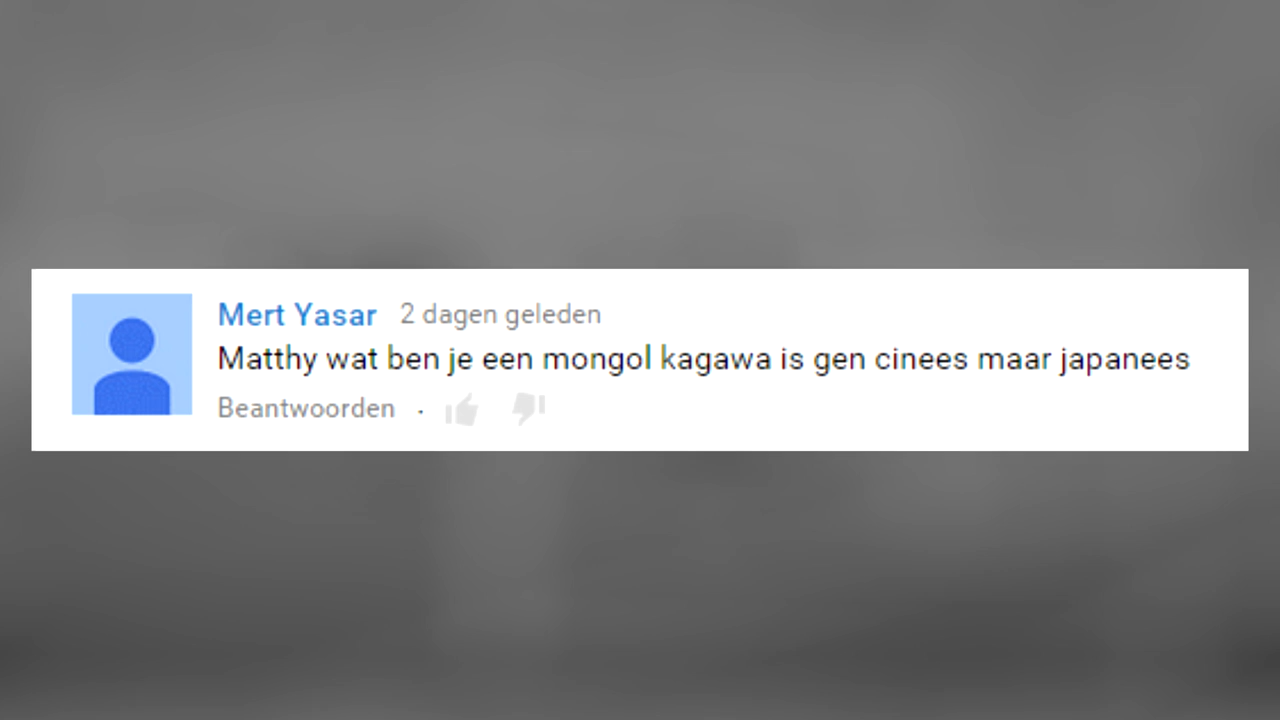 Mert Yasar 2 dagen geleden
Matthy wat ben je een mongol kagawa is gen cinees maar japanees
Beantwoorden ·